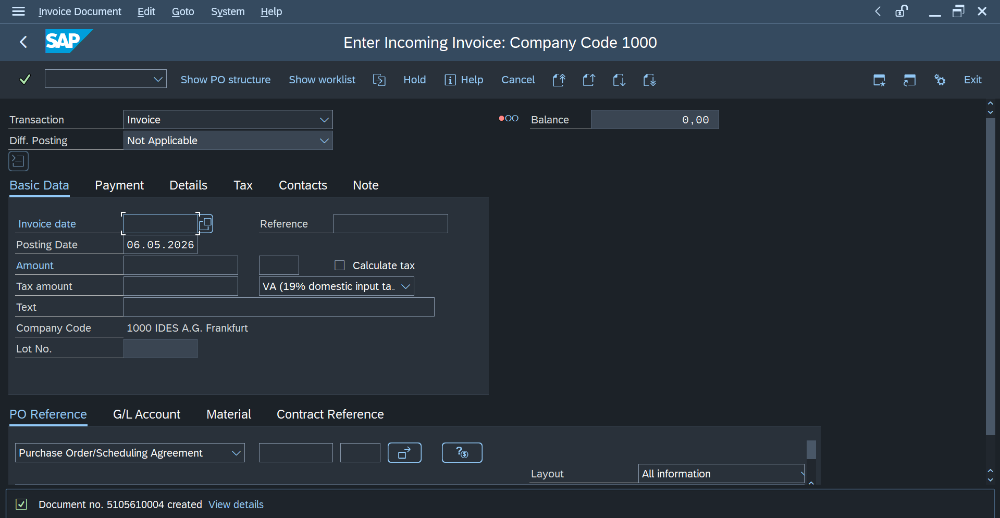 Invoice Document Edit Goto System Help
SAP Enter Incoming Invoice: Company Code 1000
Show PO structure Show worklist Hold Help Cancel Exit
Transaction Invoice Balance 0,00
Diff. Posting Not Applicable
Basic Data Payment Details Tax Contacts Note
Invoice date Reference
Posting Date 06.05.2026
Amount Calculate tax
Tax amount VA (19% domestic input ta...
Text
Company Code 1000 IDES A.G. Frankfurt
Lot No.
PO Reference G/L Account Material Contract Reference
Purchase Order/Scheduling Agreement
Layout All information
Document no. 5105610004 created View details